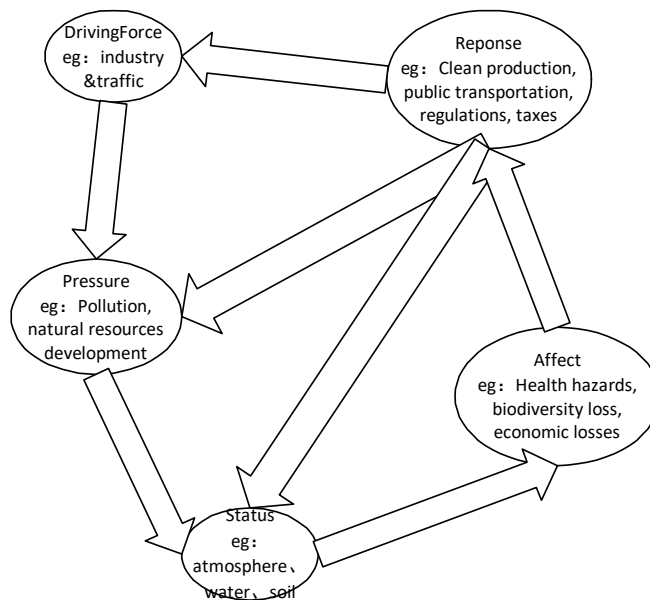 DrivingForce
eg：industry
&traffic
Reponse
eg：Clean production,
public transportation,
regulations, taxes
Pressure
eg：Pollution,
natural resources
development
Affect
eg：Health hazards,
biodiversity loss,
economic losses
Status
eg：
atmosphere、
water、soil